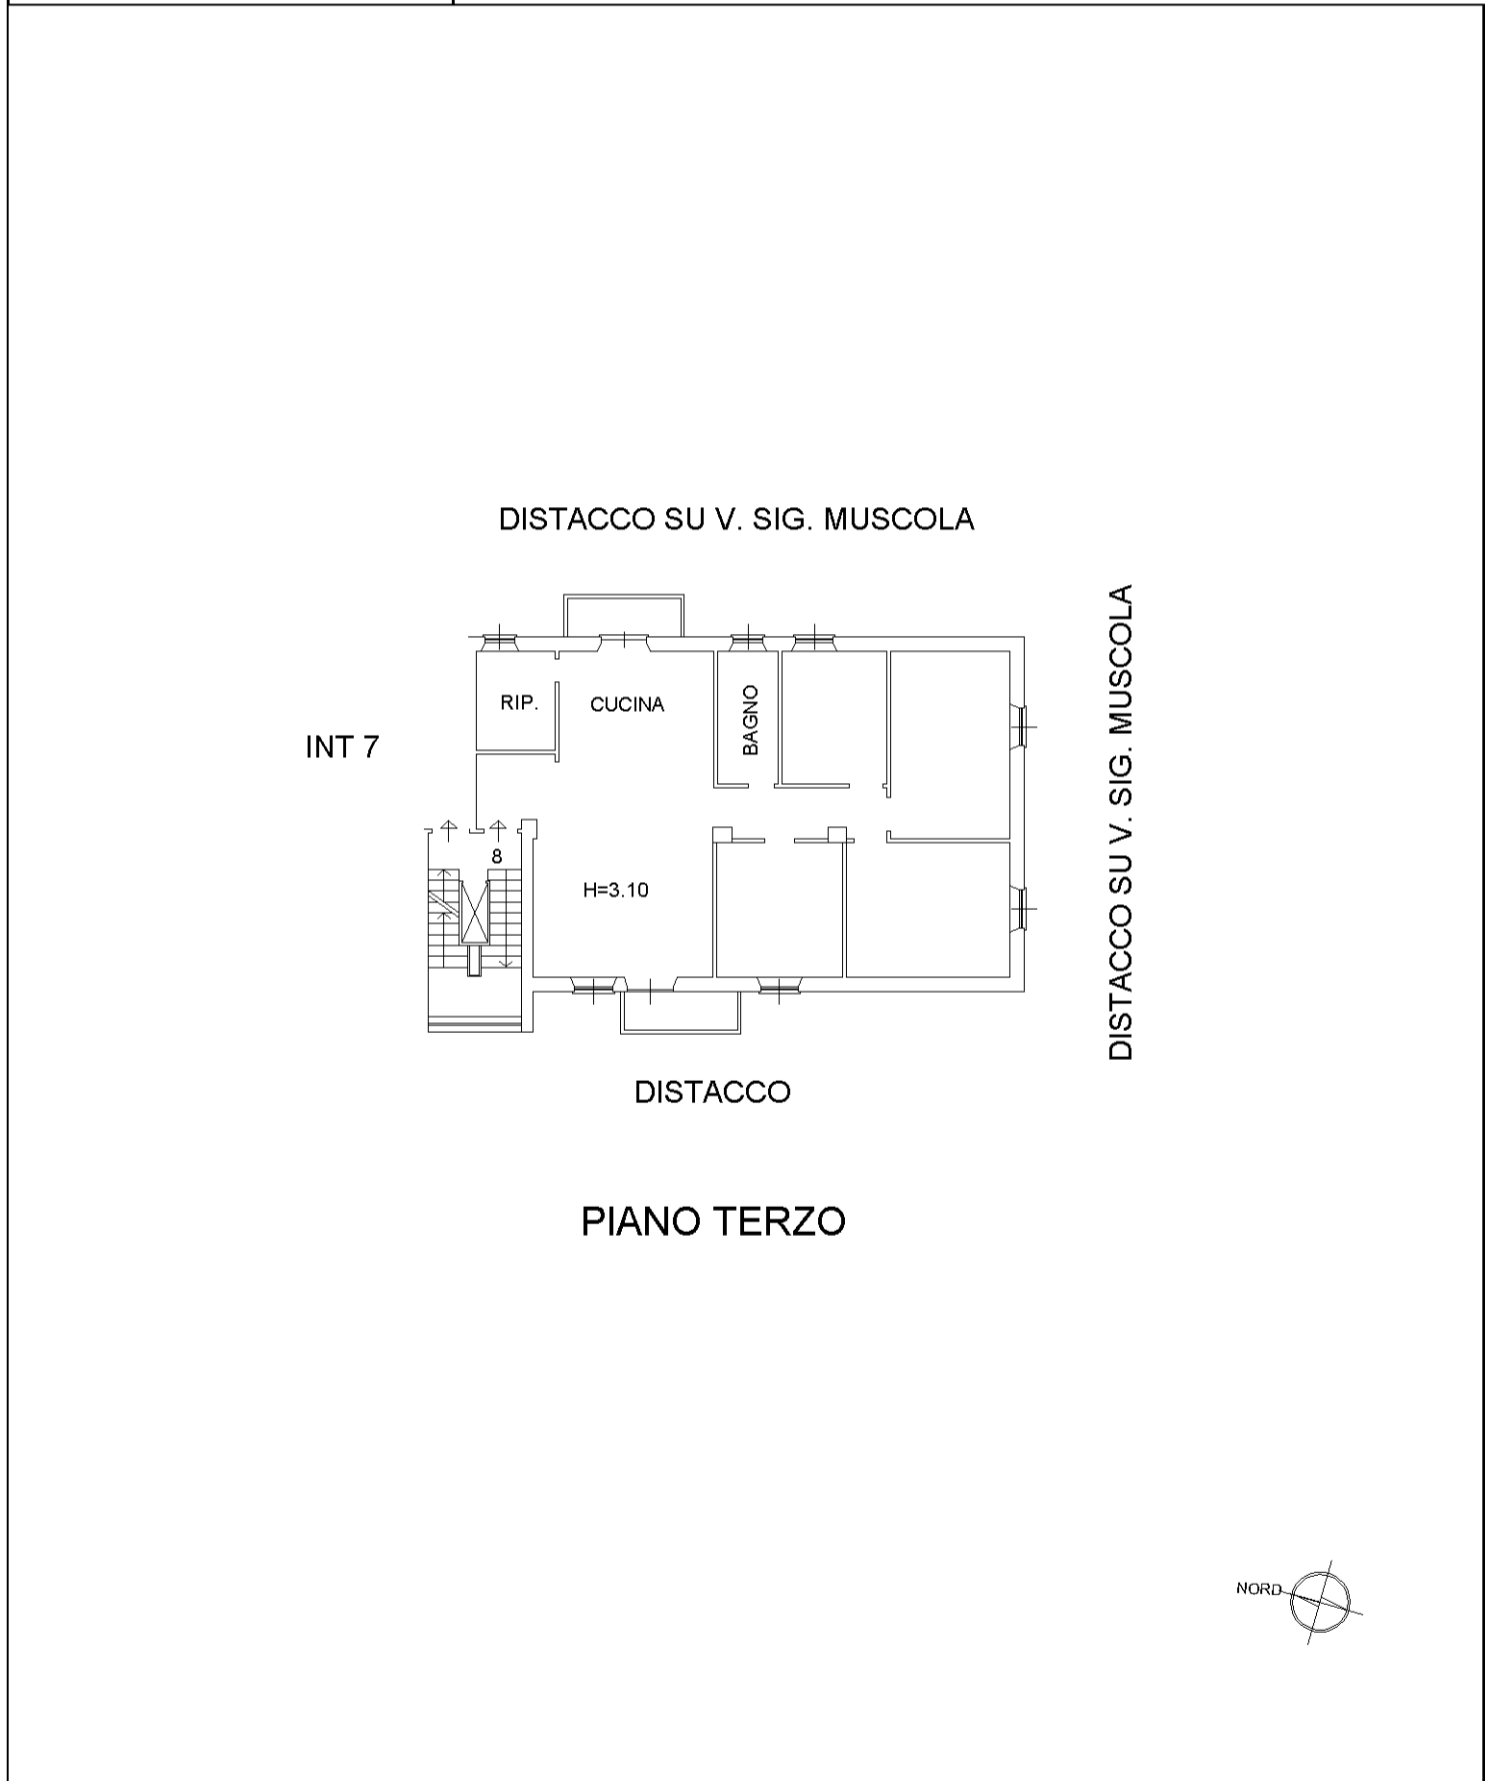 DISTACCO SU V. SIG. MUSCOLA
DISTACCO SU V. SIG. MUSCOLA
RIP.
CUCINA
BAGNO
INT 7
8
H=3.10
DISTACCO
PIANO TERZO
NORD